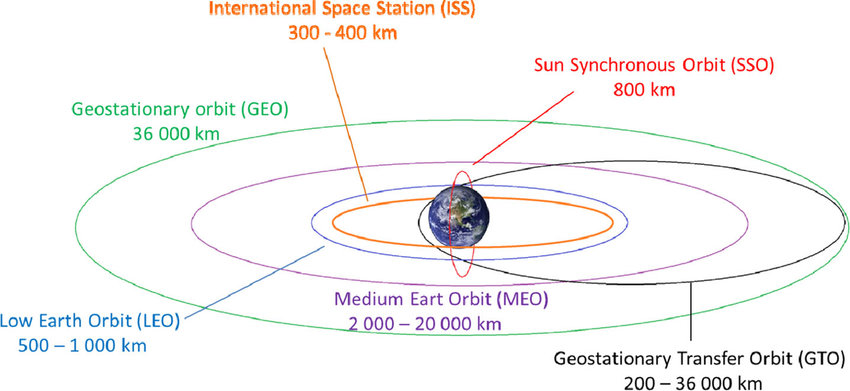 International Space Station (ISS)
300 - 400 km
Sun Synchronous Orbit (SSO)
800 km
Geostationary orbit (GEO)
36 000 km
Medium Eart Orbit (MEO)
2 000 – 20 000 km
Low Earth Orbit (LEO)
500 – 1 000 km
Geostationary Transfer Orbit (GTO)
200 – 36 000 km